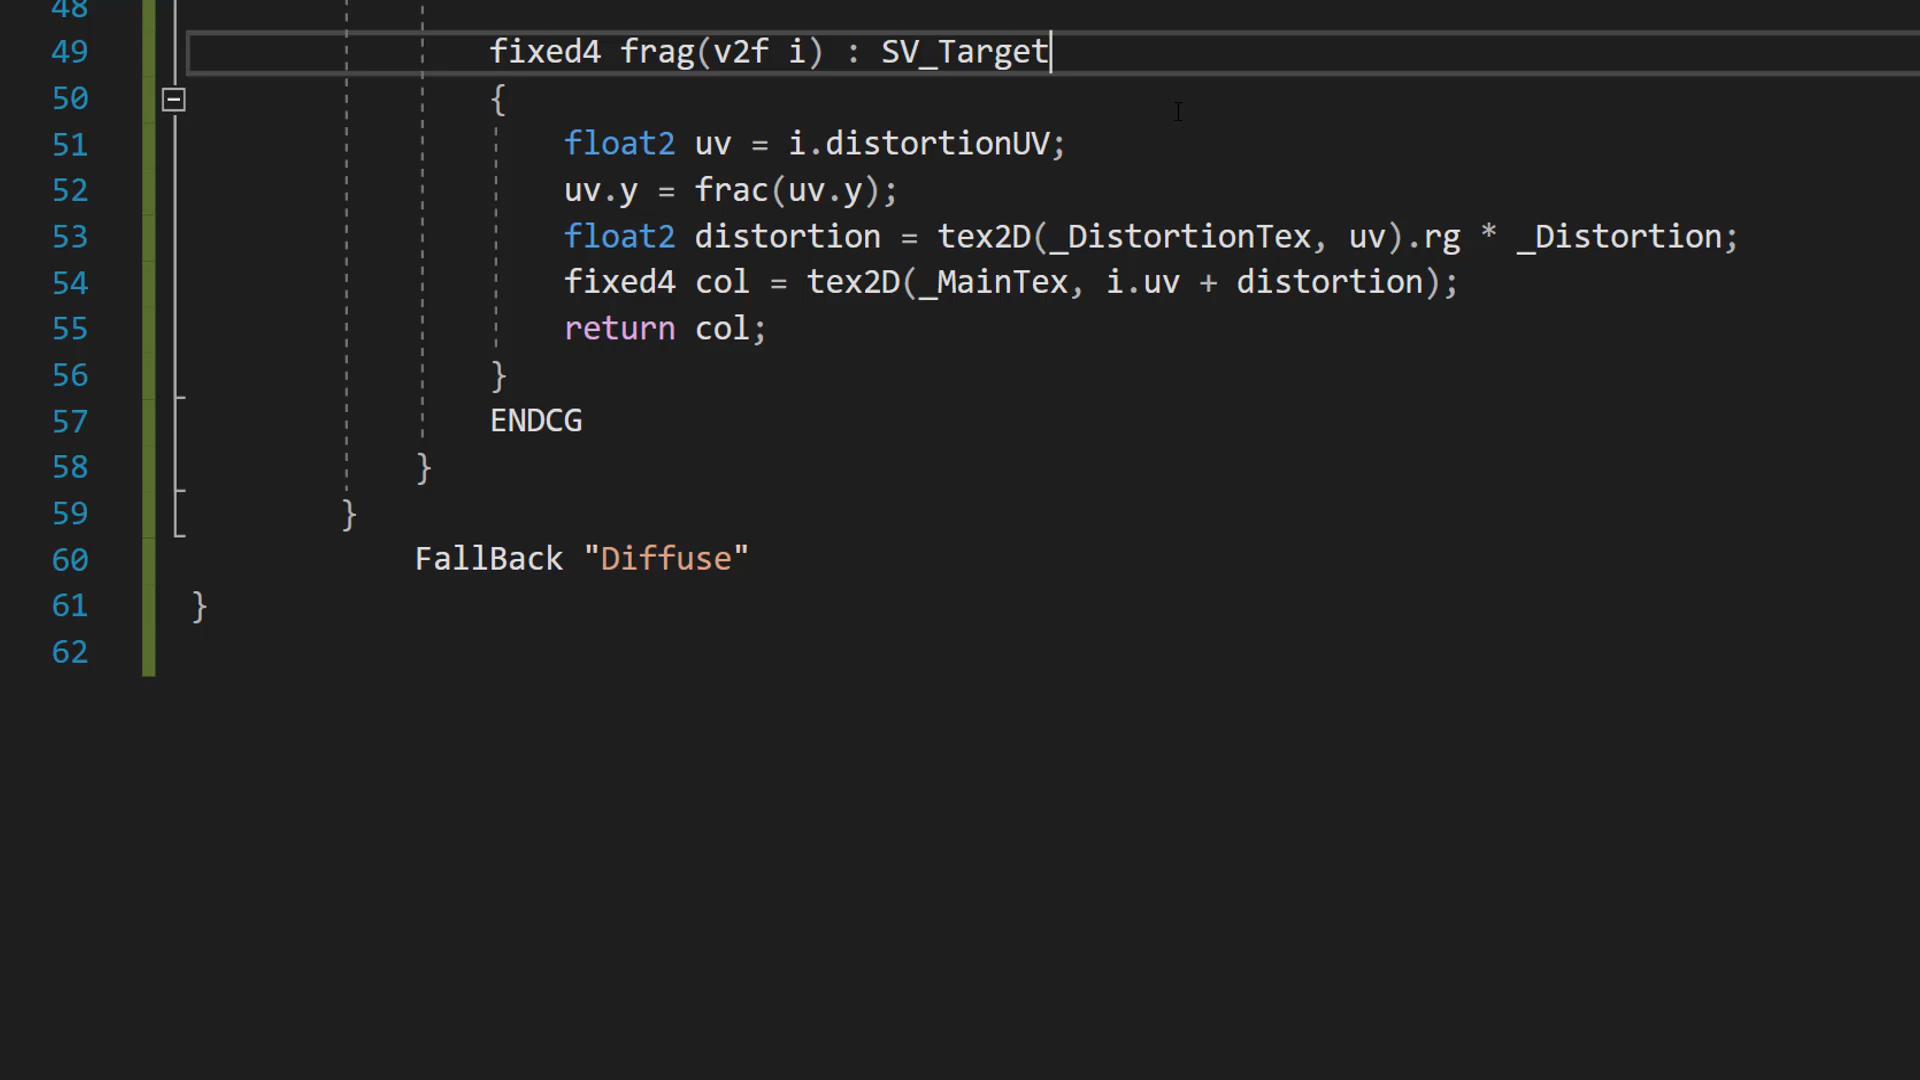 48
49 fixed4 frag(v2f i) : SV_Target
50 {
51 float2 uv = i.distortionUV;
52 uv.y = frac(uv.y);
53 float2 distortion = tex2D(_DistortionTex, uv).rg * _Distortion;
54 fixed4 col = tex2D(_MainTex, i.uv + distortion);
55 return col;
56 }
57 ENDCG
58 }
59 }
60 FallBack "Diffuse"
61 }
62